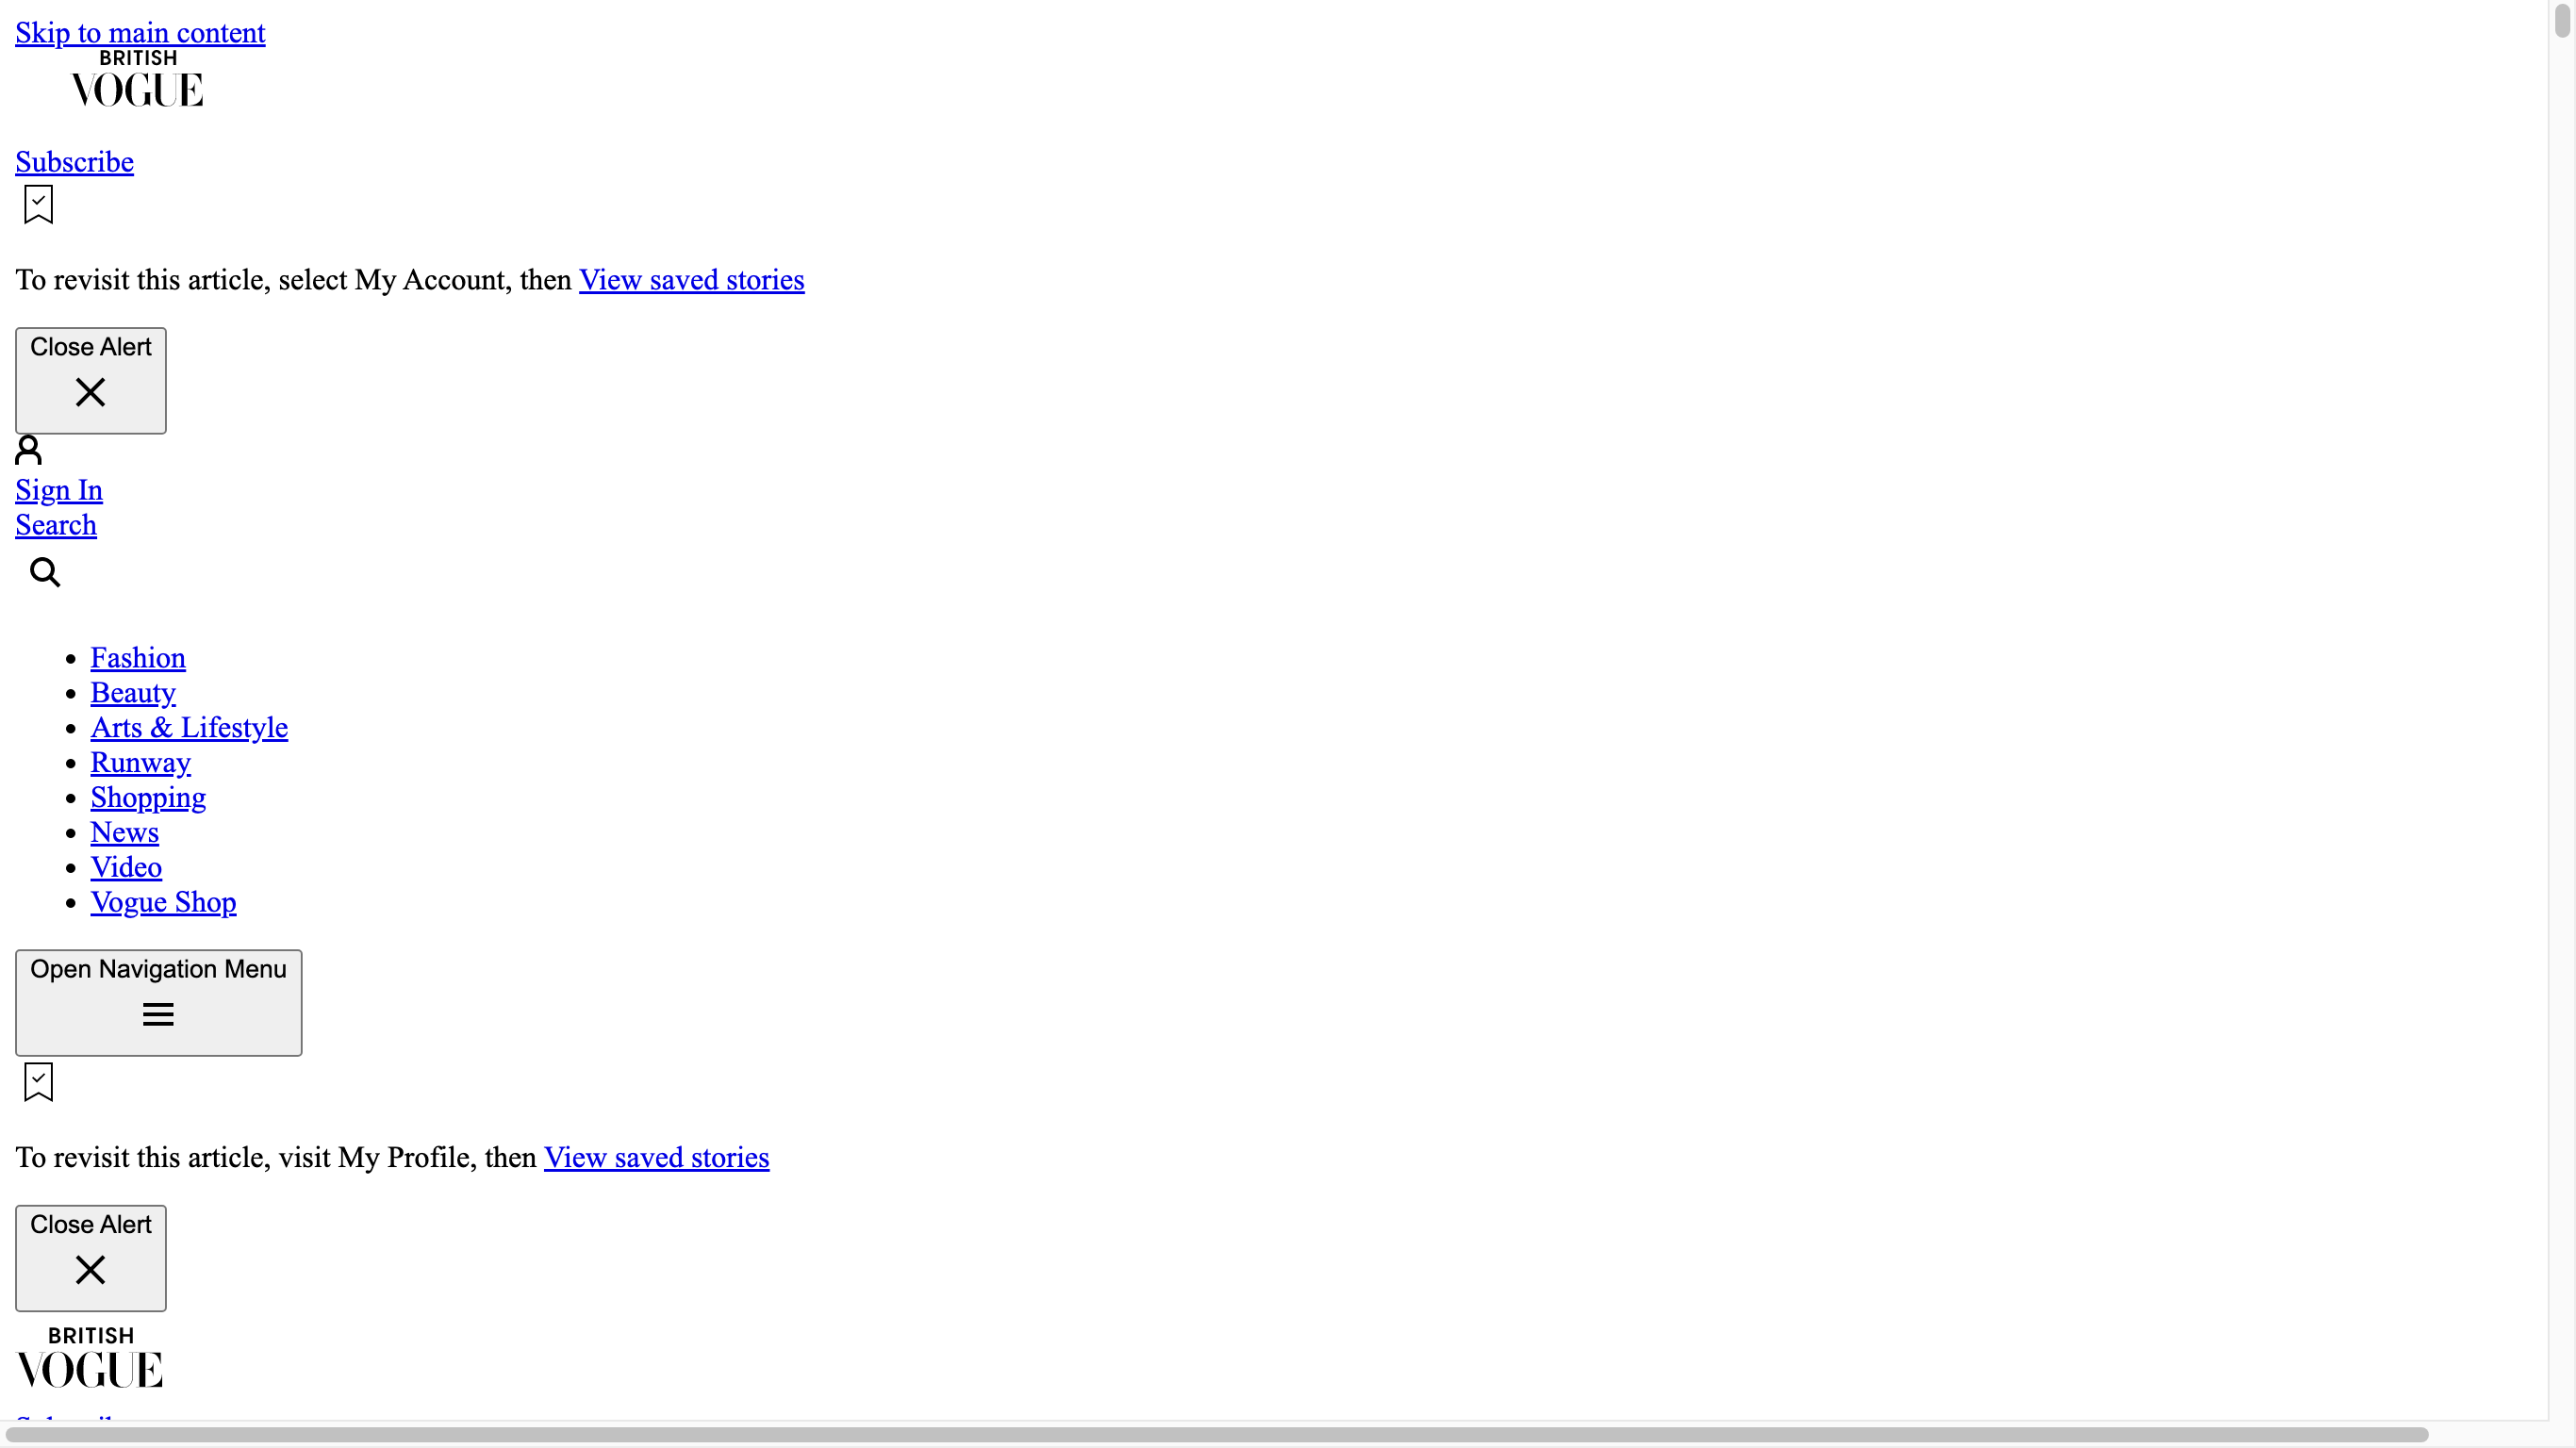 Skip to main content
BRITISH
VOGUE
Subscribe
To revisit this article, select My Account, then View saved stories
Close Alert
Sign In
Search
Fashion
Beauty
Arts & Lifestyle
Runway
Shopping
News
Video
Vogue Shop
Open Navigation Menu
To revisit this article, visit My Profile, then View saved stories
Close Alert
BRITISH
VOGUE